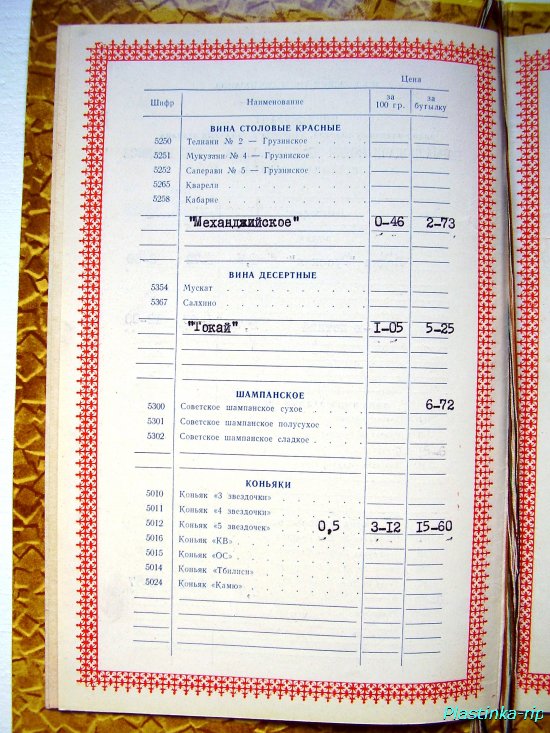 Цена
Шифр Наименование за 100 гр. за бутылку
ВИНА СТОЛОВЫЕ КРАСНЫЕ
5250 Телиани № 2 — Грузинское
5251 Мукузани № 4 — Грузинское
5252 Саперави № 5 — Грузинское
5265 Кварели
5258 Кабарне
"Механджийское" 0-46 2-73
ВИНА ДЕСЕРТНЫЕ
5354 Мускат
5367 Салхино
"Токай" I-05 5-25
ШАМПАНСКОЕ
5300 Советское шампанское сухое 6-72
5301 Советское шампанское полусухое
5302 Советское шампанское сладкое
КОНЬЯКИ
5010 Коньяк «3 звездочки»
5011 Коньяк «4 звездочки»
5012 Коньяк «5 звездочек» 0,5 3-I2 I5-60
5016 Коньяк «КВ»
5015 Коньяк «ОС»
5014 Коньяк «Тбилиси»
5024 Коньяк «Камю»
Plastinka-rip